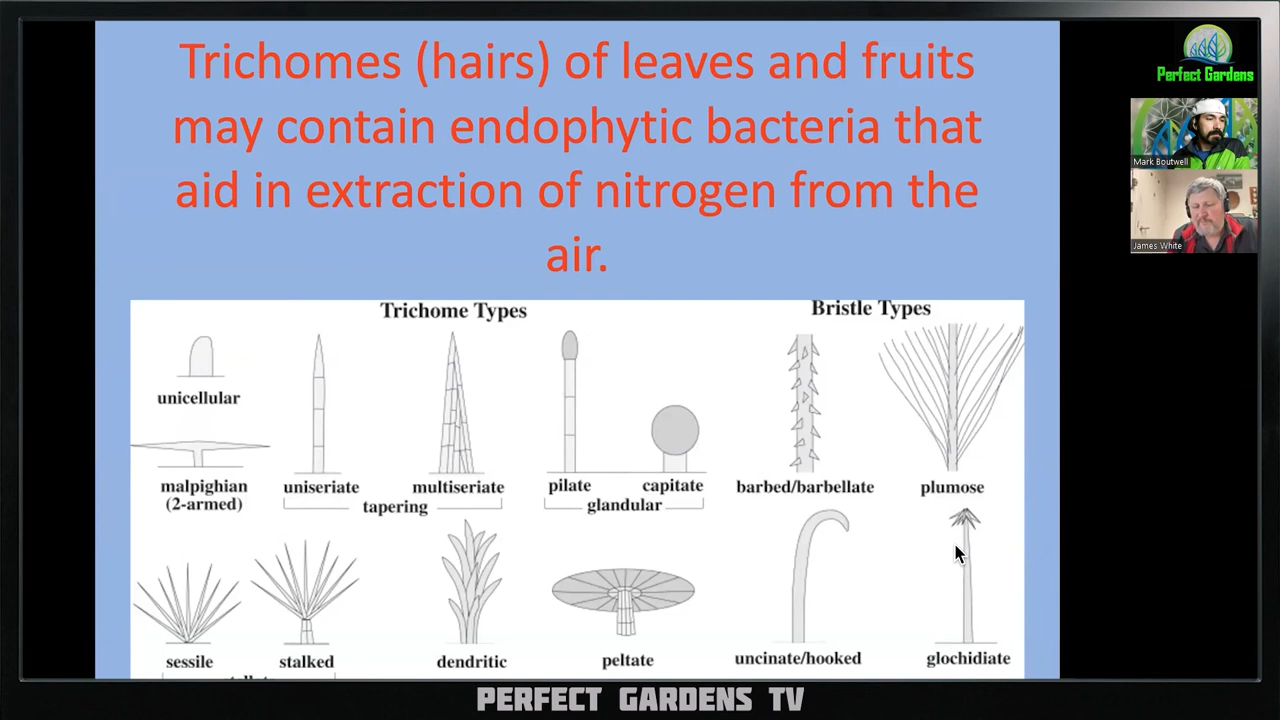 Trichomes (hairs) of leaves and fruits
may contain endophytic bacteria that
aid in extraction of nitrogen from the
air.
Trichome Types
Bristle Types
unicellular
malpighian
(2-armed)
uniseriate
multiseriate
tapering
pilate
capitate
glandular
barbed/barbellate
plumose
sessile
stalked
dendritic
peltate
uncinate/hooked
glochidiate
Perfect Gardens
Mark Boutwell
James White
PERFECT GARDENS TV